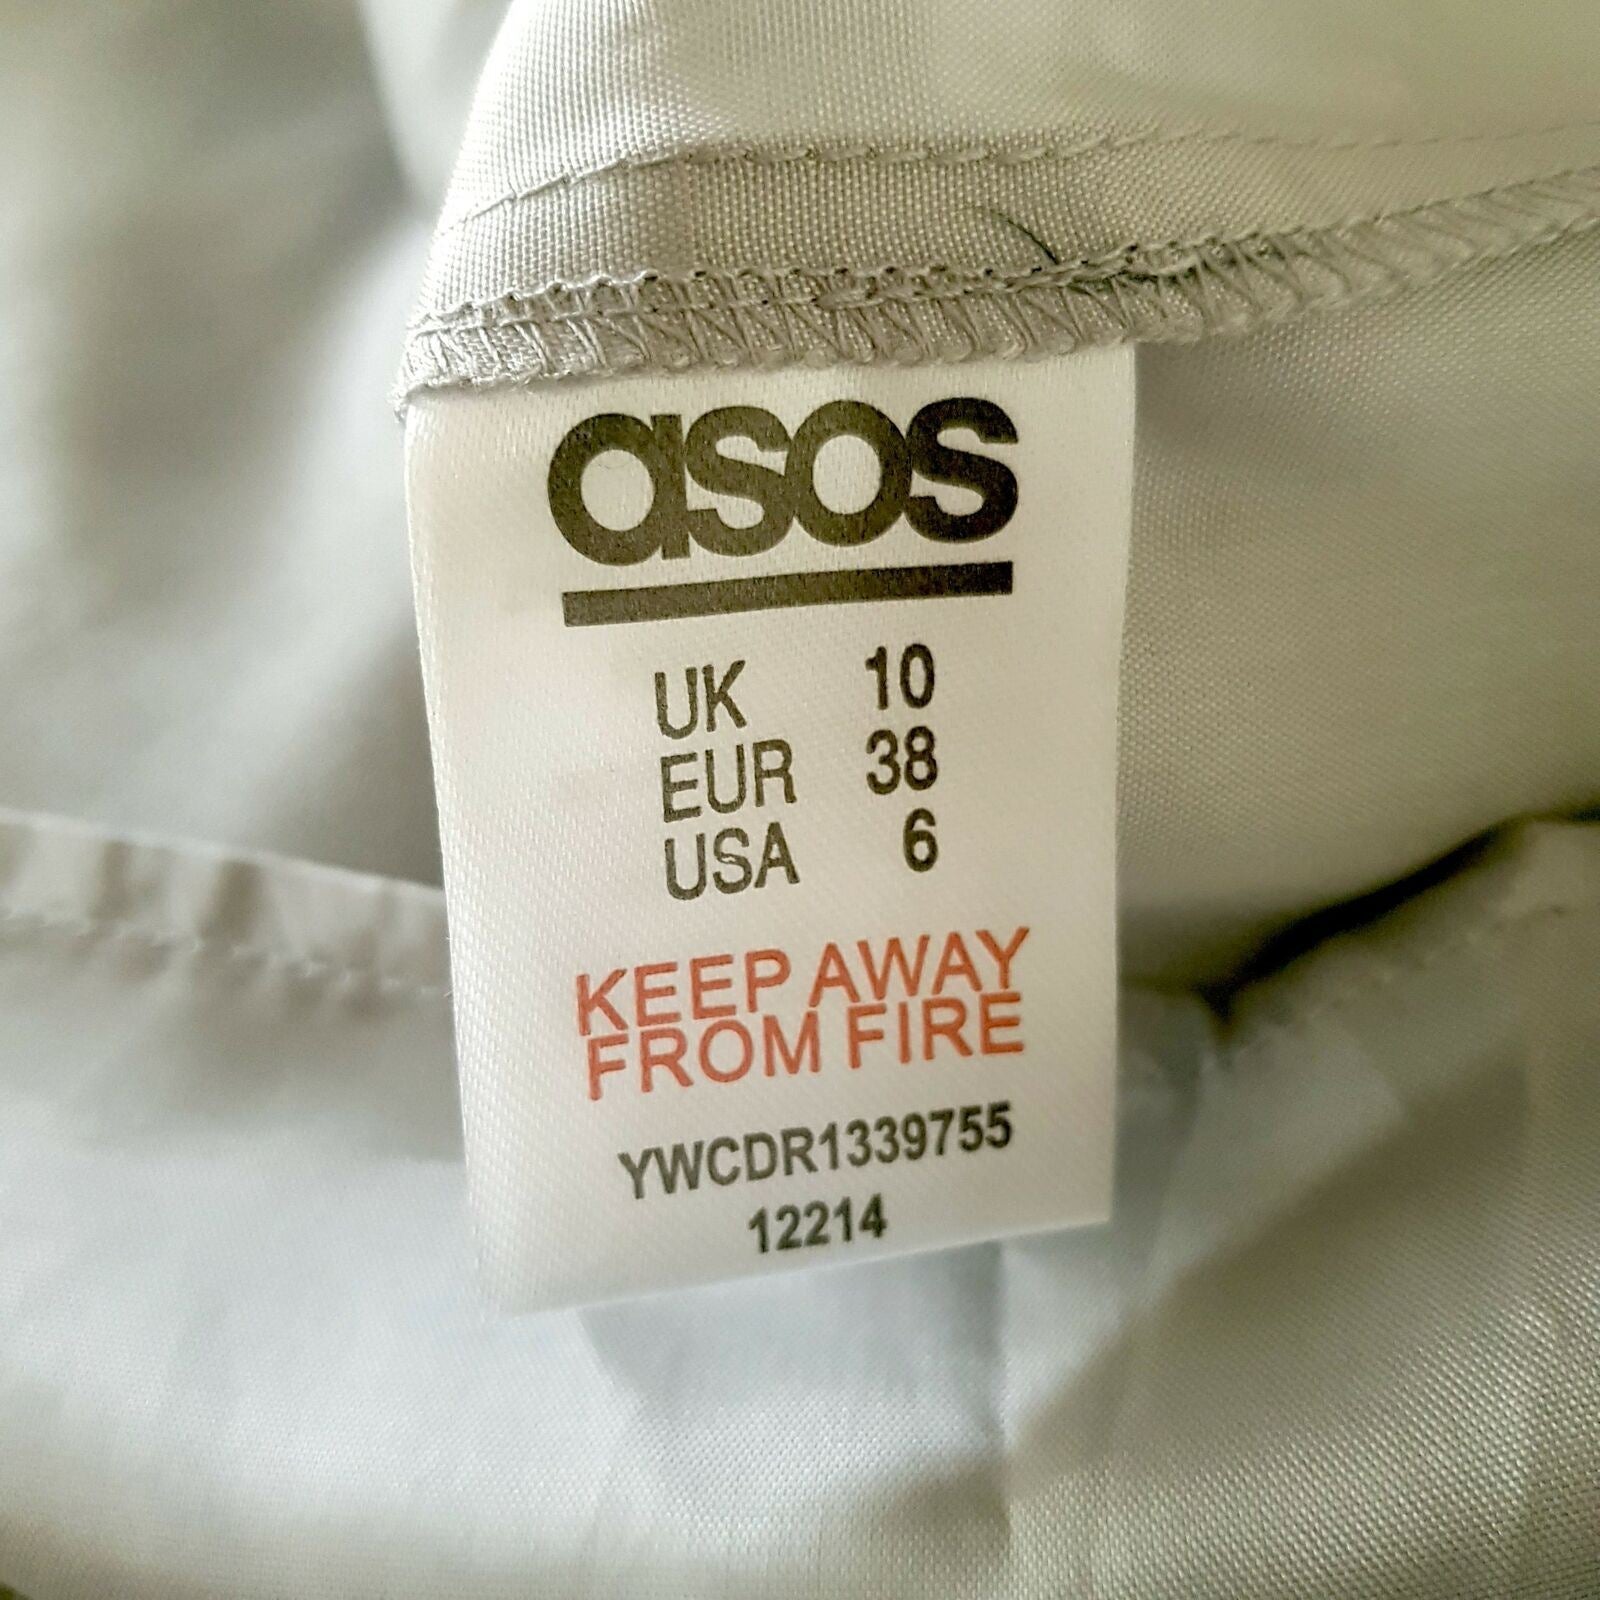 asos
UK 10
EUR 38
USA 6
KEEP AWAY
FROM FIRE
YWCDR1339755
12214